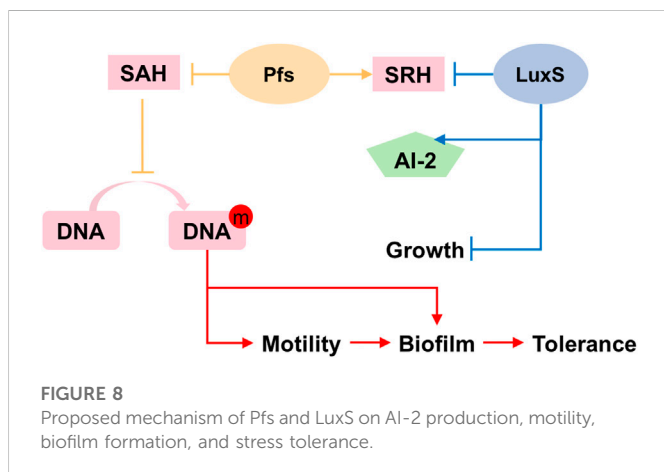 SAH
Pfs
SRH
LuxS
AI-2
DNA
DNA
m
Growth
Motility
Biofilm
Tolerance
FIGURE 8
Proposed mechanism of Pfs and LuxS on AI-2 production, motility,
biofilm formation, and stress tolerance.